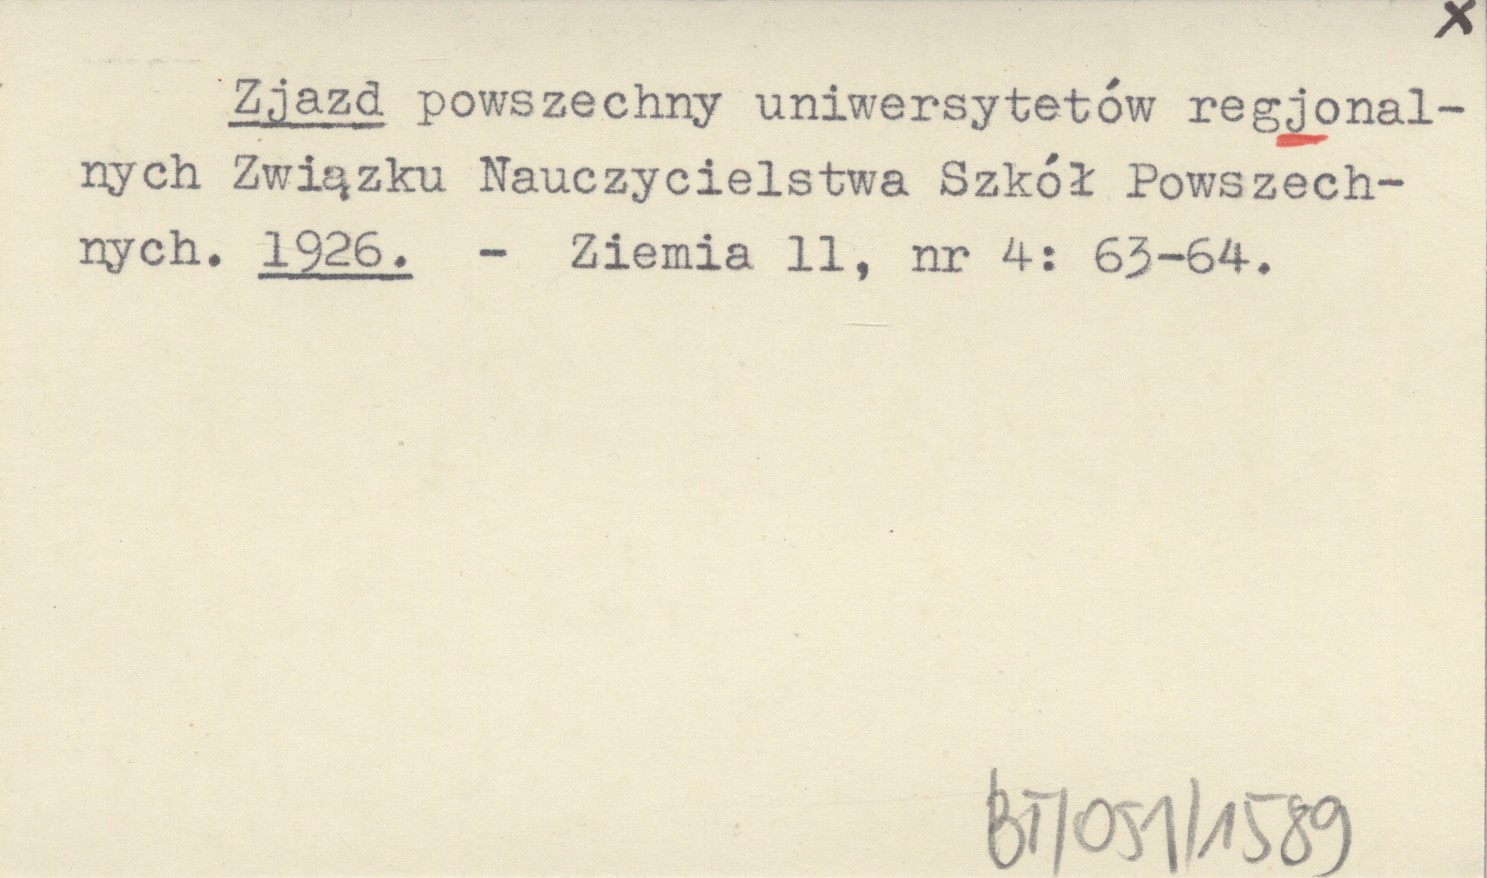 x
Zjazd powszechny uniwersytetów regjonal-
nych Związku Nauczycielstwa Szkół Powszech-
nych. 1926. - Ziemia 11, nr 4: 63-64.
BT/051/1589